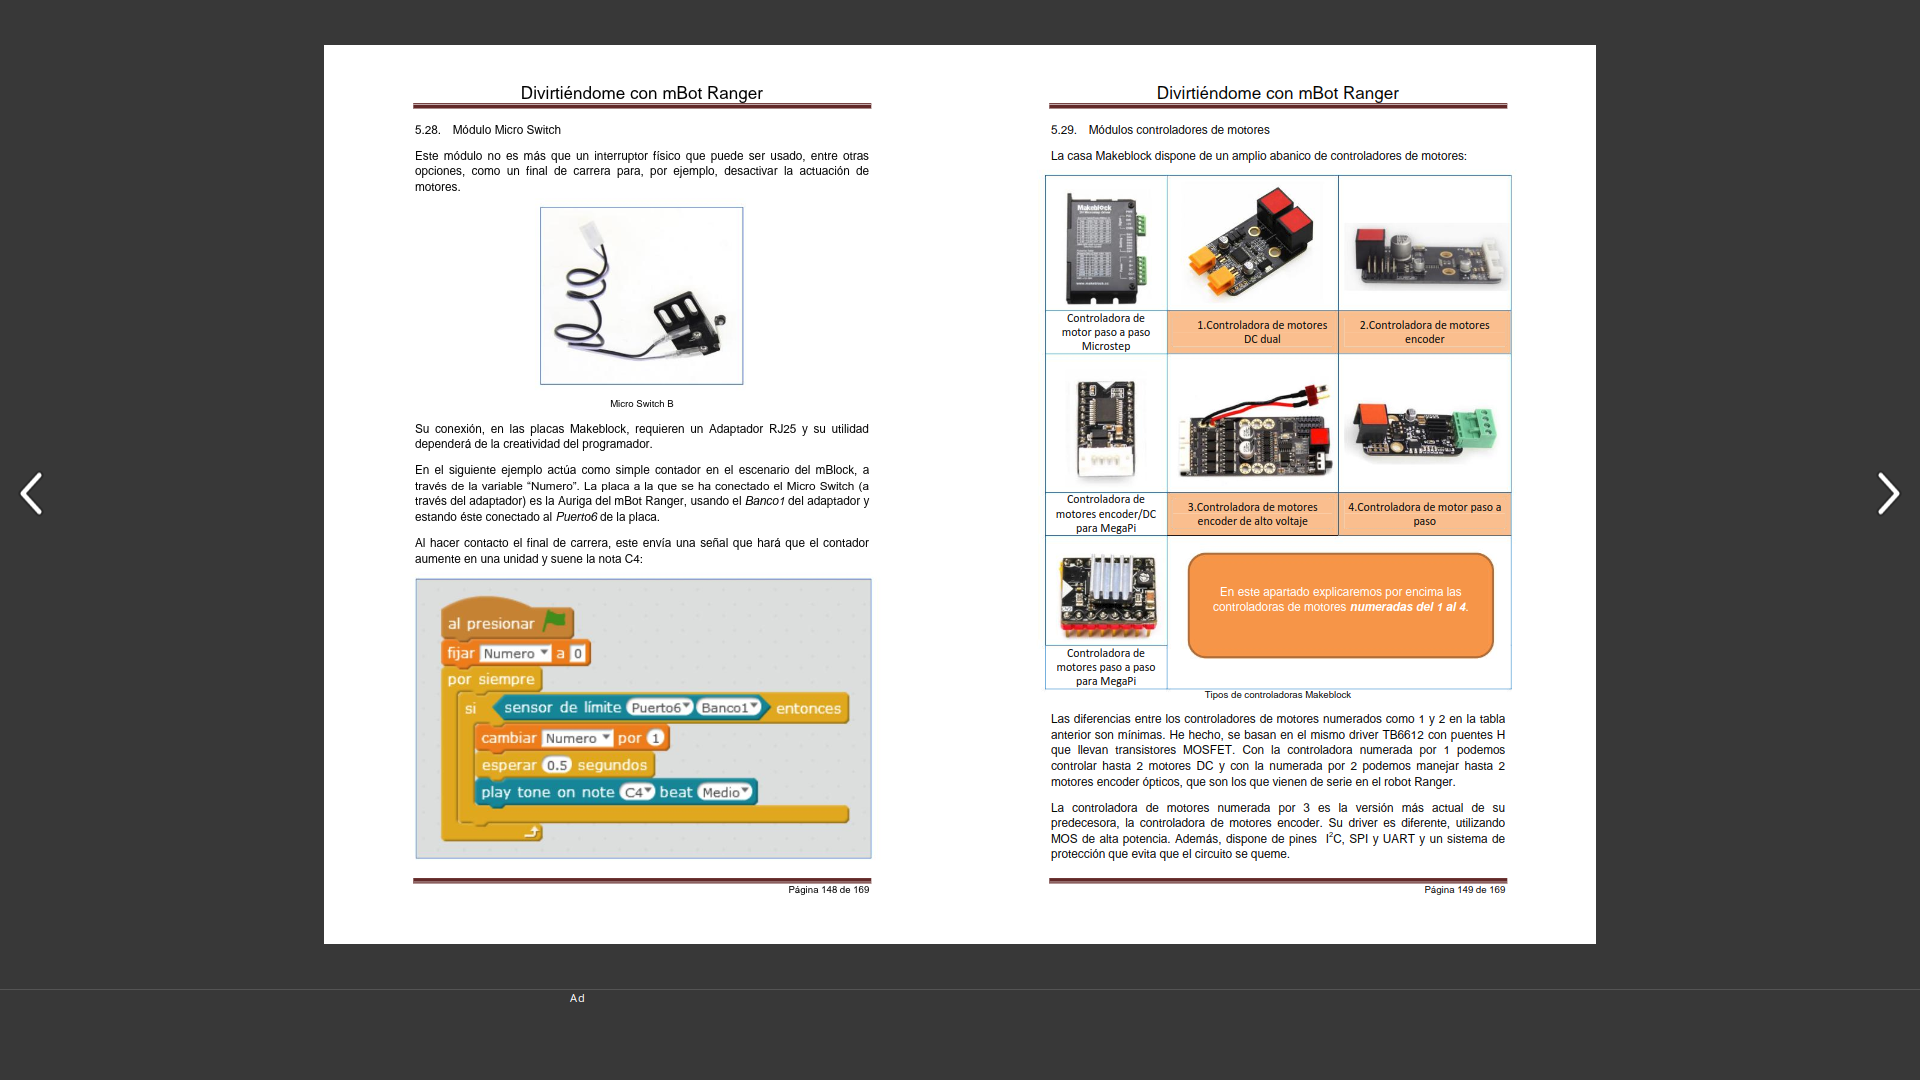 Divirtiéndome con mBot Ranger
5.28. Módulo Micro Switch
Este módulo no es más que un interruptor físico que puede ser usado, entre otras
opciones, como un final de carrera para, por ejemplo, desactivar la actuación de
motores.
Micro Switch B
Su conexión, en las placas Makeblock, requieren un Adaptador RJ25 y su utilidad
dependerá de la creatividad del programador.
En el siguiente ejemplo actúa como simple contador en el escenario del mBlock, a
través de la variable “Numero”. La placa a la que se ha conectado el Micro Switch (a
través del adaptador) es la Auriga del mBot Ranger, usando el Banco1 del adaptador y
estando éste conectado al Puerto6 de la placa.
Al hacer contacto el final de carrera, este envía una señal que hará que el contador
aumente en una unidad y suene la nota C4:
al presionar
fijar Numero a 0
por siempre
si sensor de límite Puerto6 Banco1 entonces
cambiar Numero por 1
esperar 0.5 segundos
play tone on note C4 beat Medio
Página 148 de 169
Divirtiéndome con mBot Ranger
5.29. Módulos controladores de motores
La casa Makeblock dispone de un amplio abanico de controladores de motores:
Makeblock
Controladora de
motor paso a paso
Microstep
1.Controladora de motores
DC dual
2.Controladora de motores
encoder
Controladora de
motores encoder/DC
para MegaPi
3.Controladora de motores
encoder de alto voltaje
4.Controladora de motor paso a
paso
Controladora de
motores paso a paso
para MegaPi
En este apartado explicaremos por encima las
controladoras de motores numeradas del 1 al 4.
Tipos de controladoras Makeblock
Las diferencias entre los controladores de motores numerados como 1 y 2 en la tabla
anterior son mínimas. He hecho, se basan en el mismo driver TB6612 con puentes H
que llevan transistores MOSFET. Con la controladora numerada por 1 podemos
controlar hasta 2 motores DC y con la numerada por 2 podemos manejar hasta 2
motores encoder ópticos, que son los que vienen de serie en el robot Ranger.
La controladora de motores numerada por 3 es la versión más actual de su
predecesora, la controladora de motores encoder. Su driver es diferente, utilizando
MOS de alta potencia. Además, dispone de pines I²C, SPI y UART y un sistema de
protección que evita que el circuito se queme.
Página 149 de 169
Ad